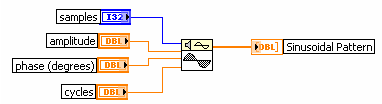 samples I32
amplitude DBL
DBL Sinusoidal Pattern
phase (degrees) DBL
cycles DBL